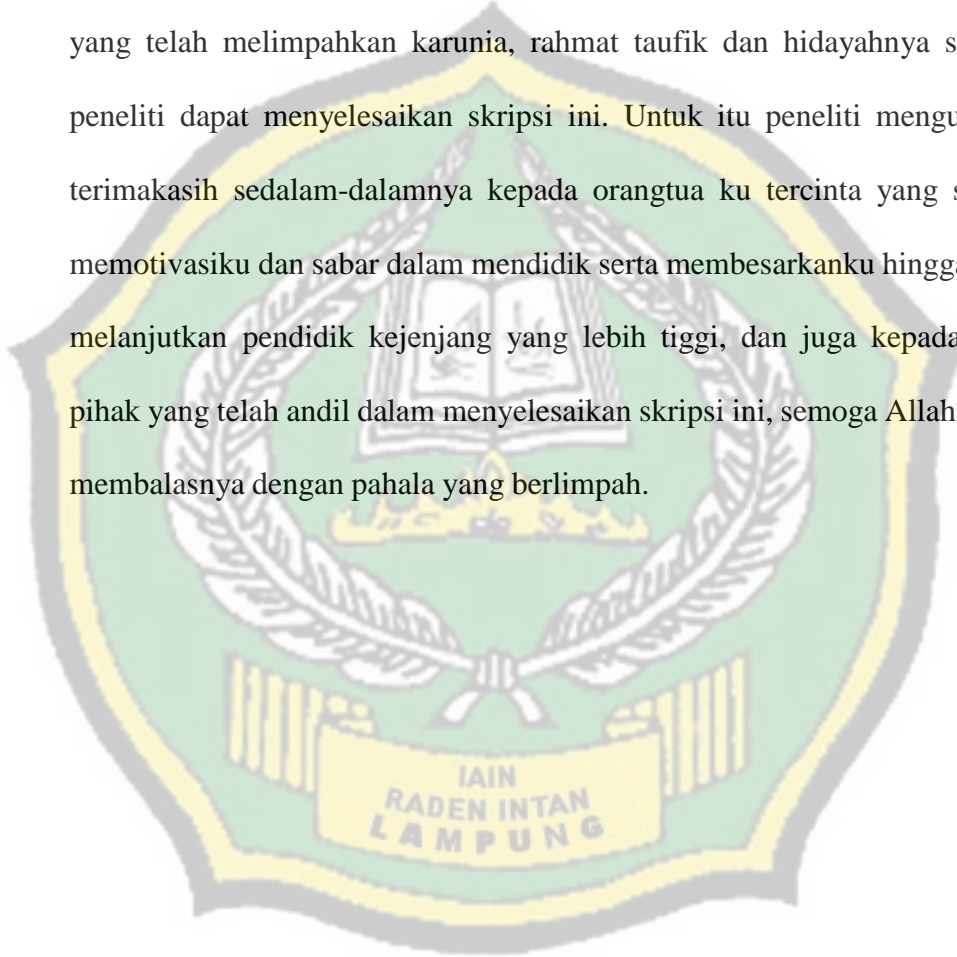 yang telah melimpahkan karunia, rahmat taufik dan hidayahnya s
peneliti dapat menyelesaikan skripsi ini. Untuk itu peneliti mengu
terimakasih sedalam-dalamnya kepada orangtua ku tercinta yang s
memotivasiku dan sabar dalam mendidik serta membesarkanku hingga
melanjutkan pendidik kejenjang yang lebih tiggi, dan juga kepada
pihak yang telah andil dalam menyelesaikan skripsi ini, semoga Allah
membalasnya dengan pahala yang berlimpah.
IAIN
RADEN INTAN
LAMPUNG